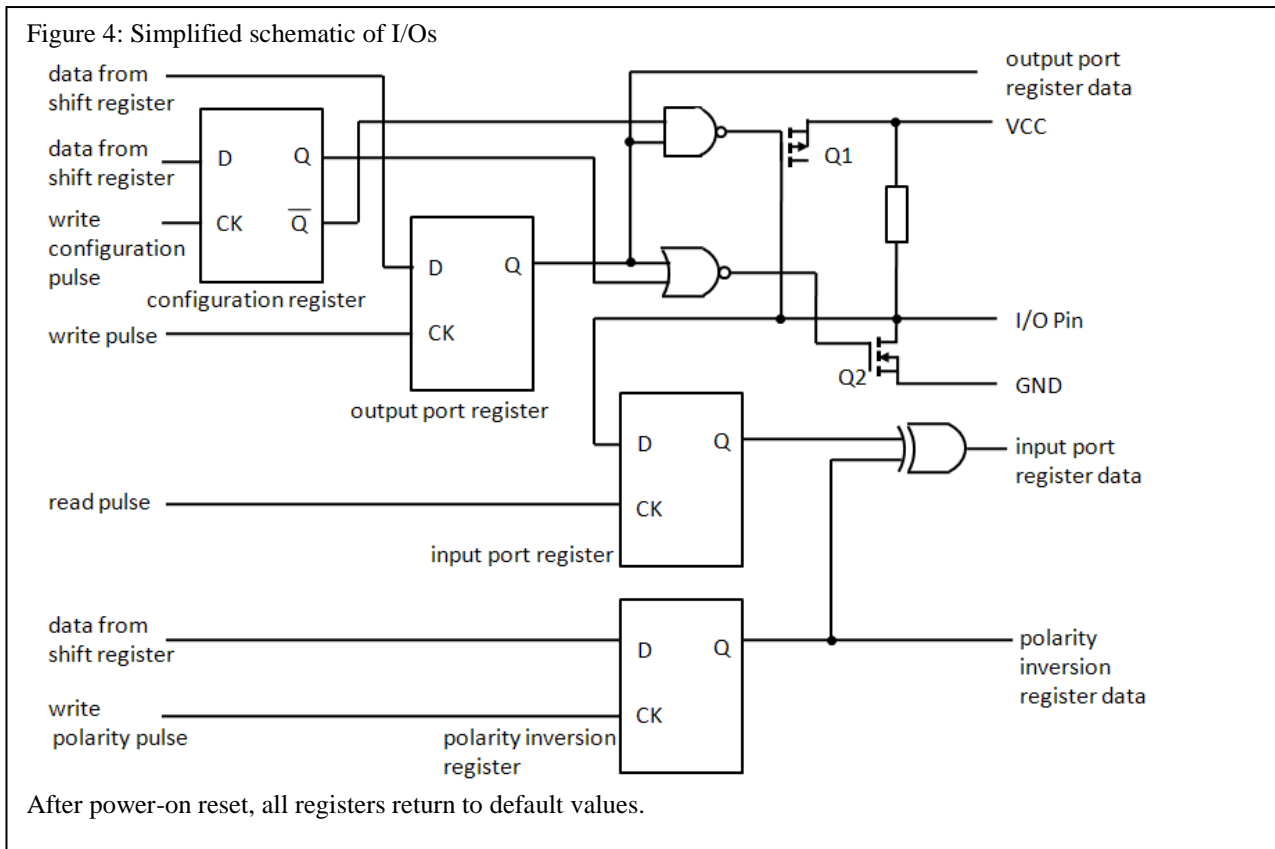 Figure 4: Simplified schematic of I/Os
data from
shift register
output port
register data
VCC
Q1
data from
shift register
D
Q
write
configuration
pulse
CK
Q
configuration register
D
Q
write pulse
CK
output port register
I/O Pin
Q2
GND
D
Q
input port
register data
read pulse
CK
input port register
data from
shift register
D
Q
polarity
inversion
register data
write
polarity pulse
CK
polarity inversion
register
After power-on reset, all registers return to default values.